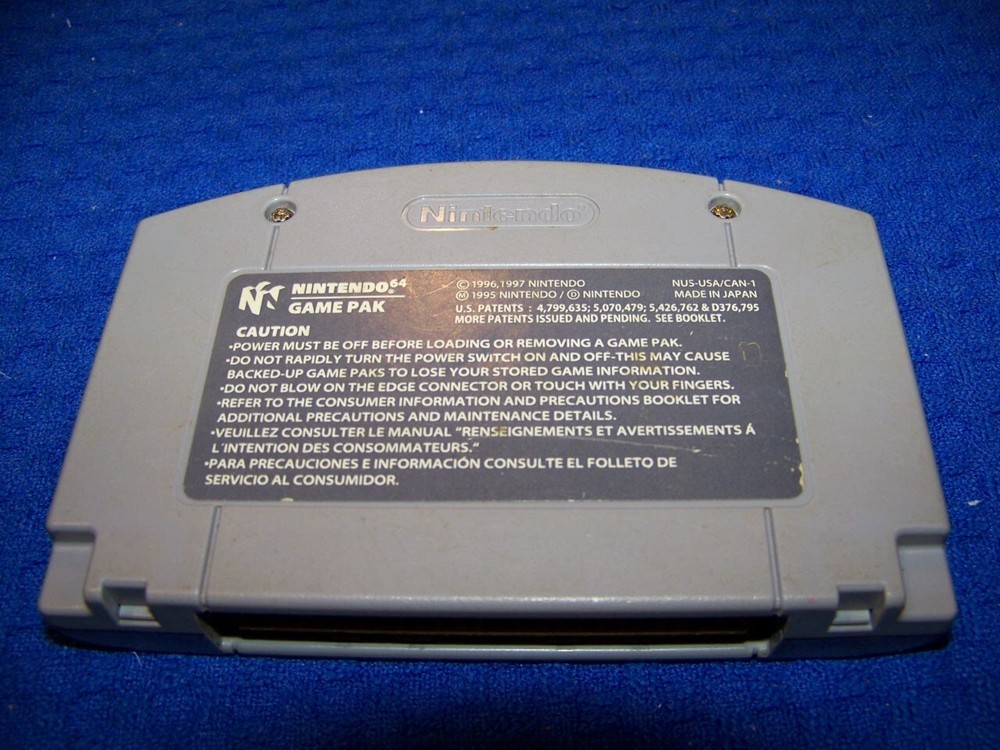 Nintendo
NINTENDO64
GAME PAK
© 1996,1997 NINTENDO
Ⓜ 1995 NINTENDO / Ⓓ NINTENDO
NUS-USA/CAN-1
MADE IN JAPAN
U.S. PATENTS : 4,799,635; 5,070,479; 5,426,762 & D376,795
MORE PATENTS ISSUED AND PENDING. SEE BOOKLET.
CAUTION
•POWER MUST BE OFF BEFORE LOADING OR REMOVING A GAME PAK.
•DO NOT RAPIDLY TURN THE POWER SWITCH ON AND OFF-THIS MAY CAUSE
BACKED-UP GAME PAKS TO LOSE YOUR STORED GAME INFORMATION.
•DO NOT BLOW ON THE EDGE CONNECTOR OR TOUCH WITH YOUR FINGERS.
•REFER TO THE CONSUMER INFORMATION AND PRECAUTIONS BOOKLET FOR
ADDITIONAL PRECAUTIONS AND MAINTENANCE DETAILS.
•VEUILLEZ CONSULTER LE MANUAL "RENSEIGNEMENTS ET AVERTISSEMENTS Á
L'INTENTION DES CONSOMMATEURS."
•PARA PRECAUCIONES E INFORMACIÓN CONSULTE EL FOLLETO DE
SERVICIO AL CONSUMIDOR.